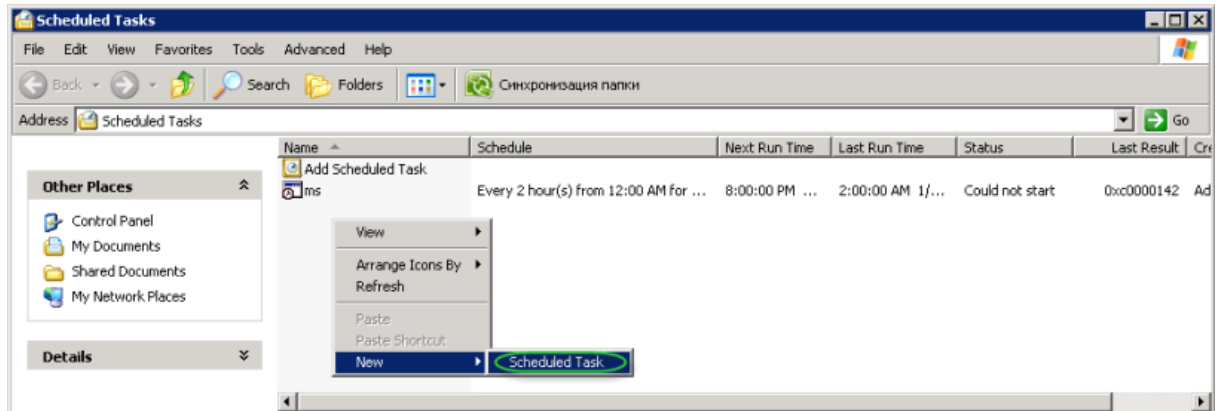 Scheduled Tasks
File Edit View Favorites Tools Advanced Help
Back Search Folders Синхронизация папки
Address Scheduled Tasks Go
Name Schedule Next Run Time Last Run Time Status Last Result Cre
Add Scheduled Task
ms Every 2 hour(s) from 12:00 AM for ... 8:00:00 PM ... 2:00:00 AM 1/... Could not start 0xc0000142 Ad
Other Places
Control Panel
My Documents
Shared Documents
My Network Places
Details
View
Arrange Icons By
Refresh
Paste
Paste Shortcut
New
Scheduled Task